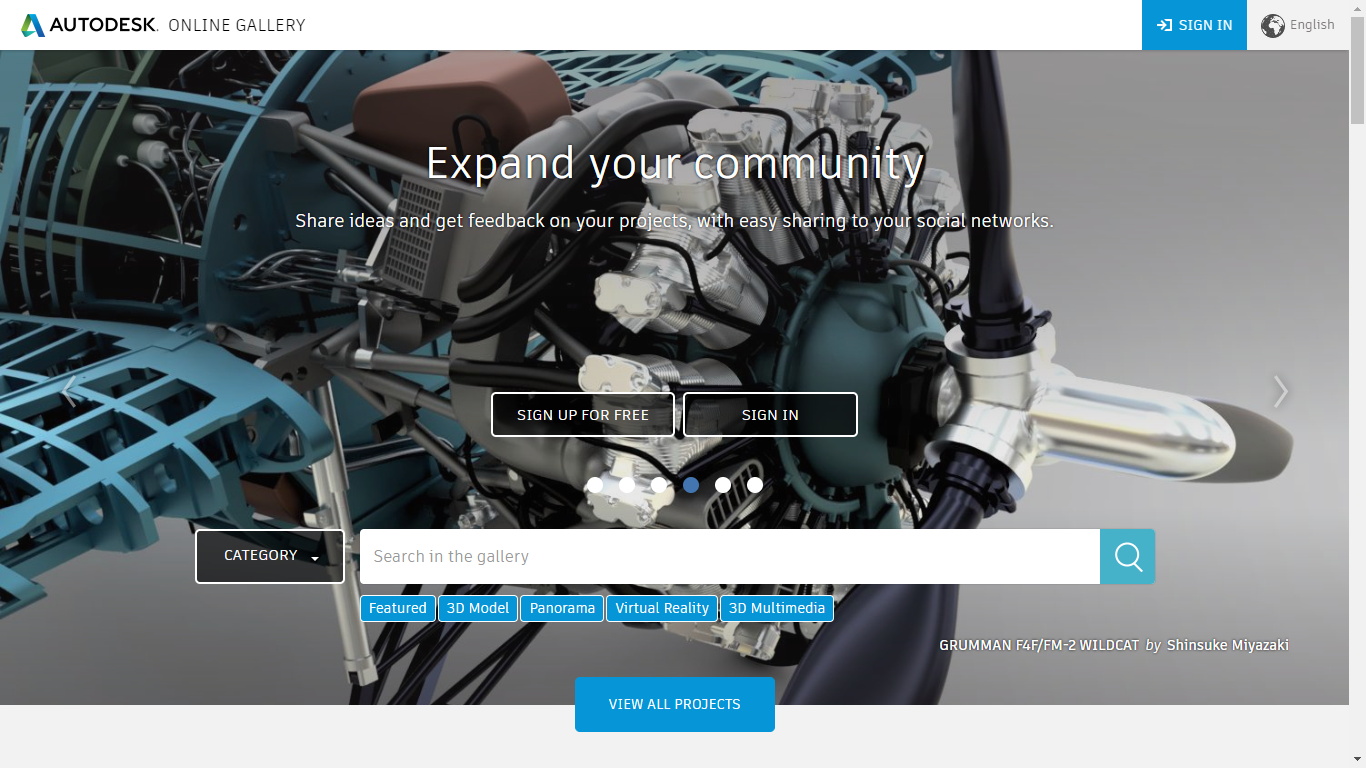 AUTODESK. ONLINE GALLERY
SIGN IN
English
Expand your community
Share ideas and get feedback on your projects, with easy sharing to your social networks.
SIGN UP FOR FREE
SIGN IN
CATEGORY
Search in the gallery
Featured
3D Model
Panorama
Virtual Reality
3D Multimedia
GRUMMAN F4F/FM-2 WILDCAT by Shinsuke Miyazaki
VIEW ALL PROJECTS